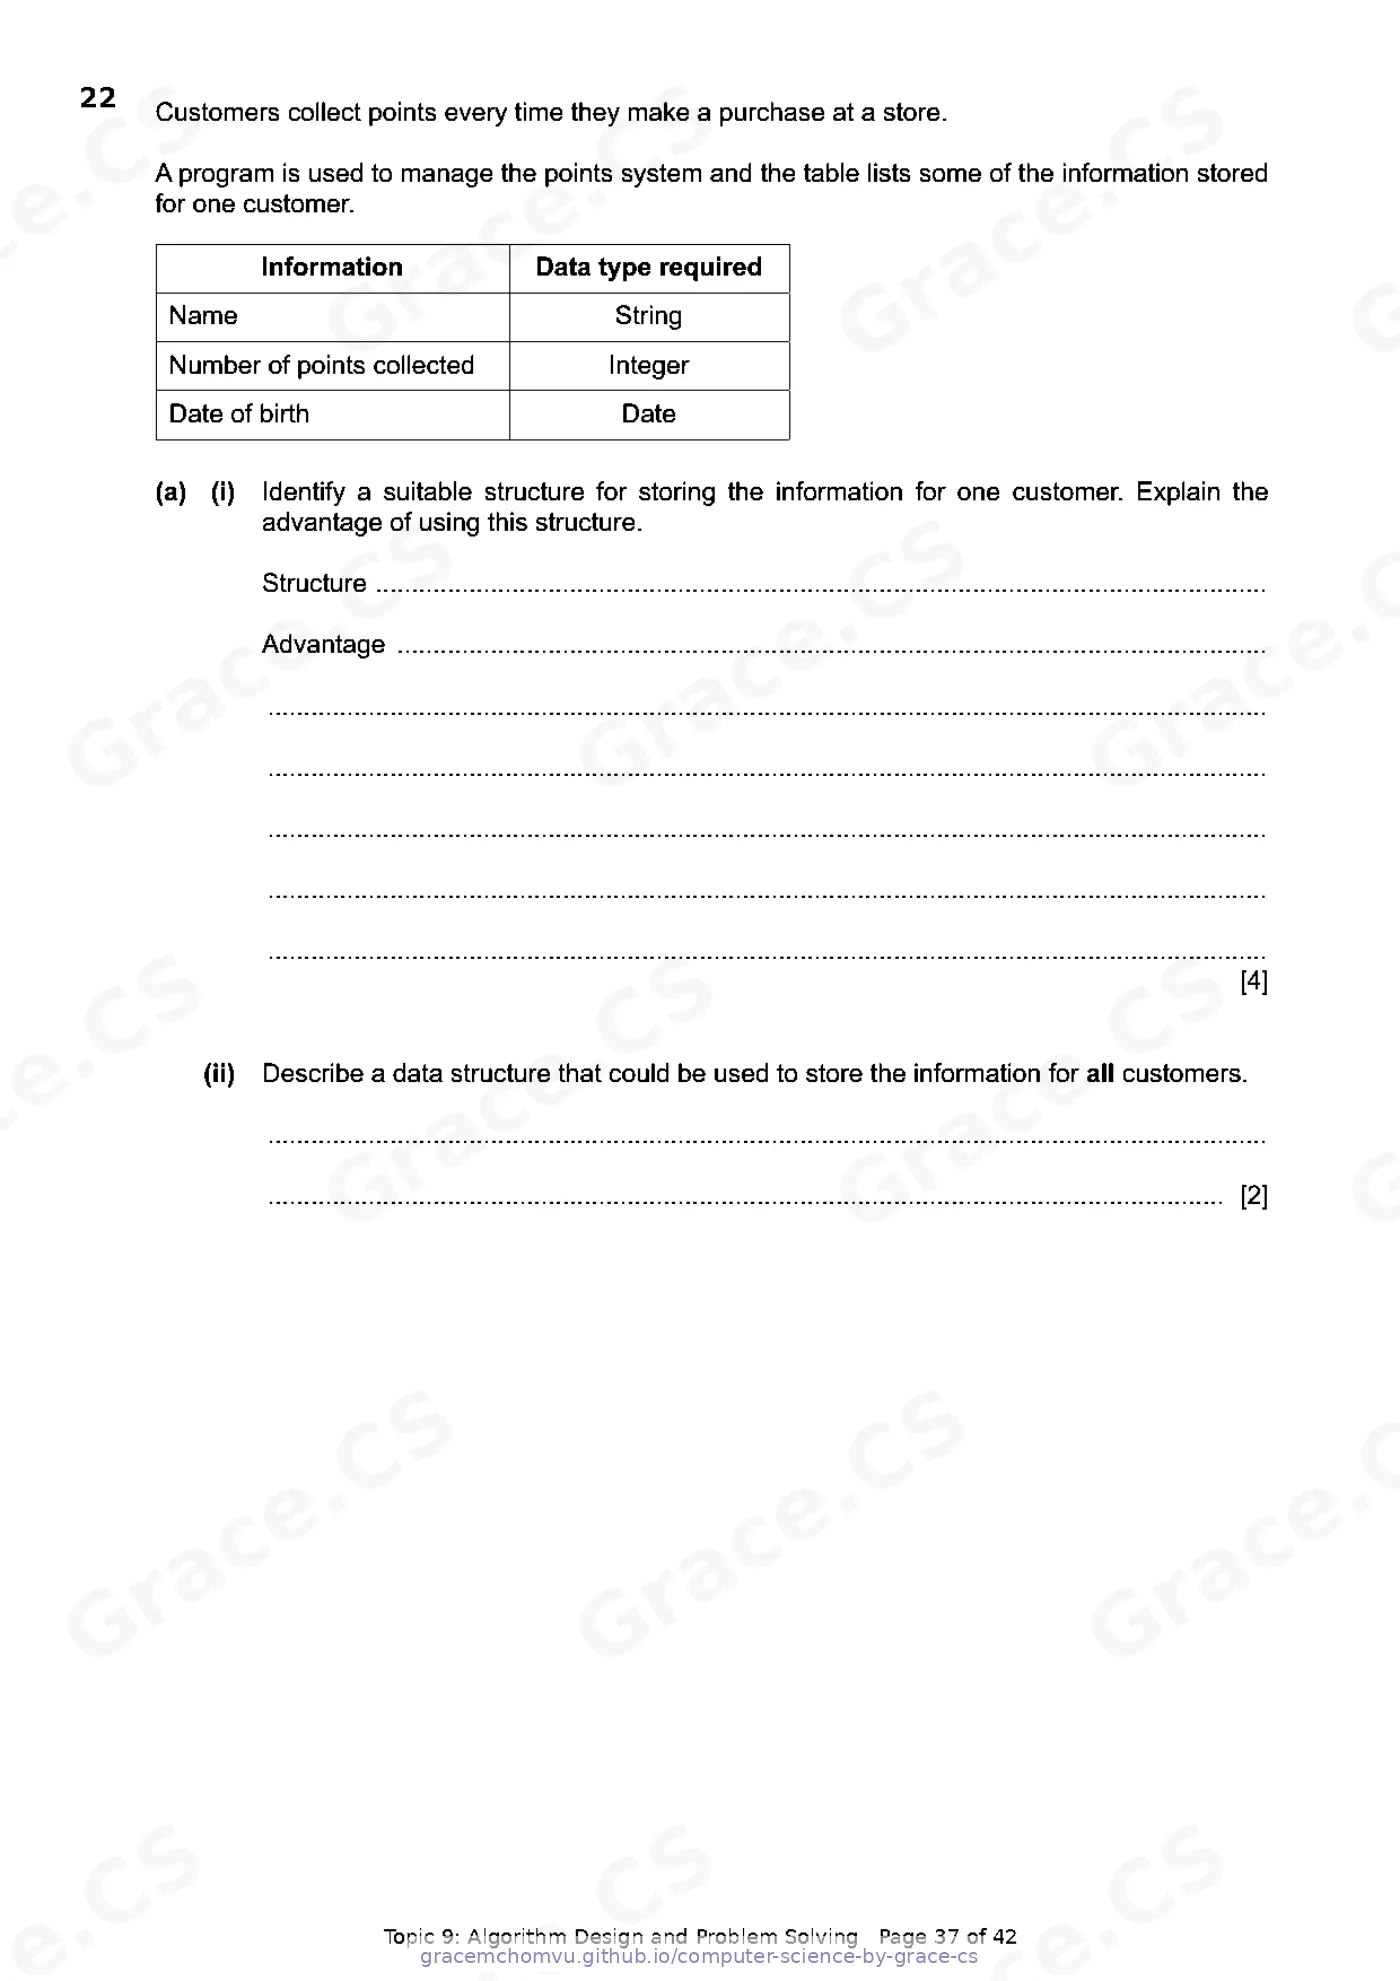 22
Customers collect points every time they make a purchase at a store.
A program is used to manage the points system and the table lists some of the information stored
for one customer.
Information Data type required
Name String
Number of points collected Integer
Date of birth Date
(a) (i) Identify a suitable structure for storing the information for one customer. Explain the
advantage of using this structure.
Structure
Advantage
[4]
(ii) Describe a data structure that could be used to store the information for all customers.
[2]
Topic 9: Algorithm Design and Problem Solving Page 37 of 42
gracemchomvu.github.io/computer-science-by-grace-cs
Grace.CS